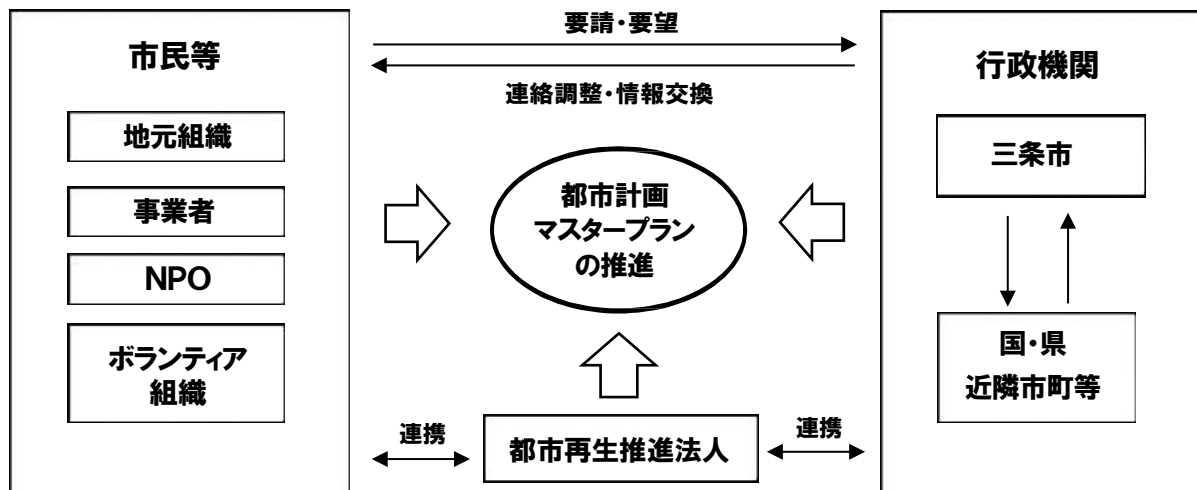 市民等
地元組織
事業者
NPO
ボランティア
組織
要請・要望
連絡調整・情報交換
都市計画
マスタープラン
の推進
連携
都市再生推進法人
連携
行政機関
三条市
国・県
近隣市町等